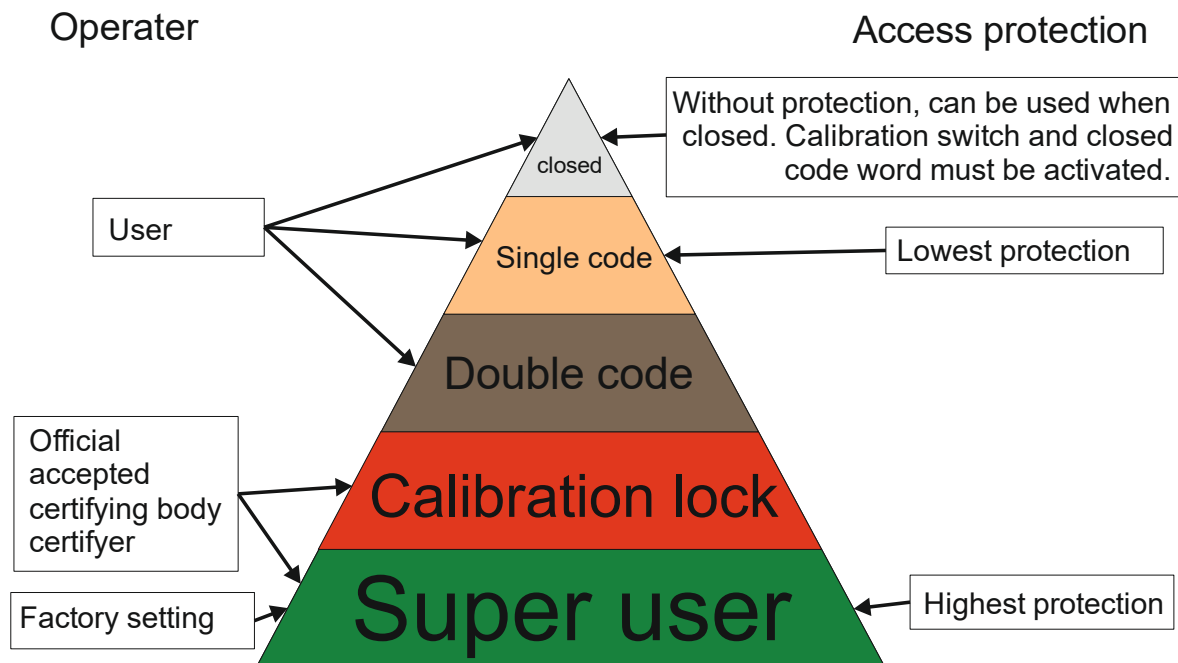 Operater
Access protection
Without protection, can be used when
closed. Calibration switch and closed
code word must be activated.
closed
User
Single code
Lowest protection
Double code
Official
accepted
certifying body
certifyer
Calibration lock
Super user
Factory setting
Highest protection